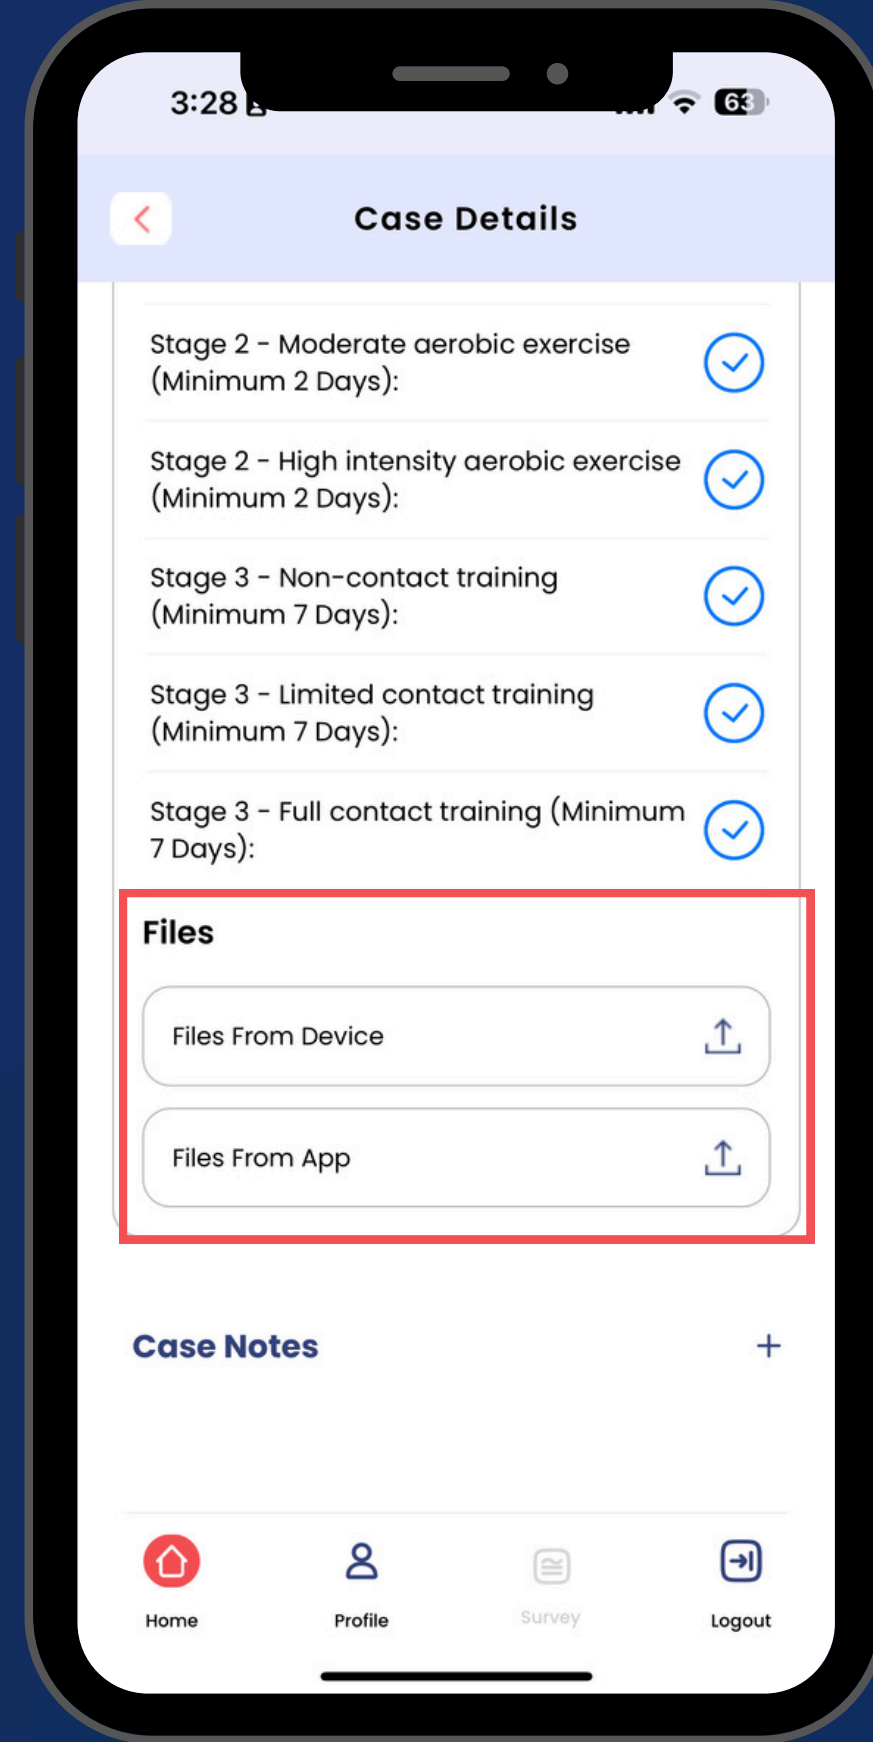 3:28
63
Case Details
Stage 2 - Moderate aerobic exercise
(Minimum 2 Days):
Stage 2 - High intensity aerobic exercise
(Minimum 2 Days):
Stage 3 - Non-contact training
(Minimum 7 Days):
Stage 3 - Limited contact training
(Minimum 7 Days):
Stage 3 - Full contact training (Minimum
7 Days):
Files
Files From Device
Files From App
Case Notes
Home
Profile
Survey
Logout